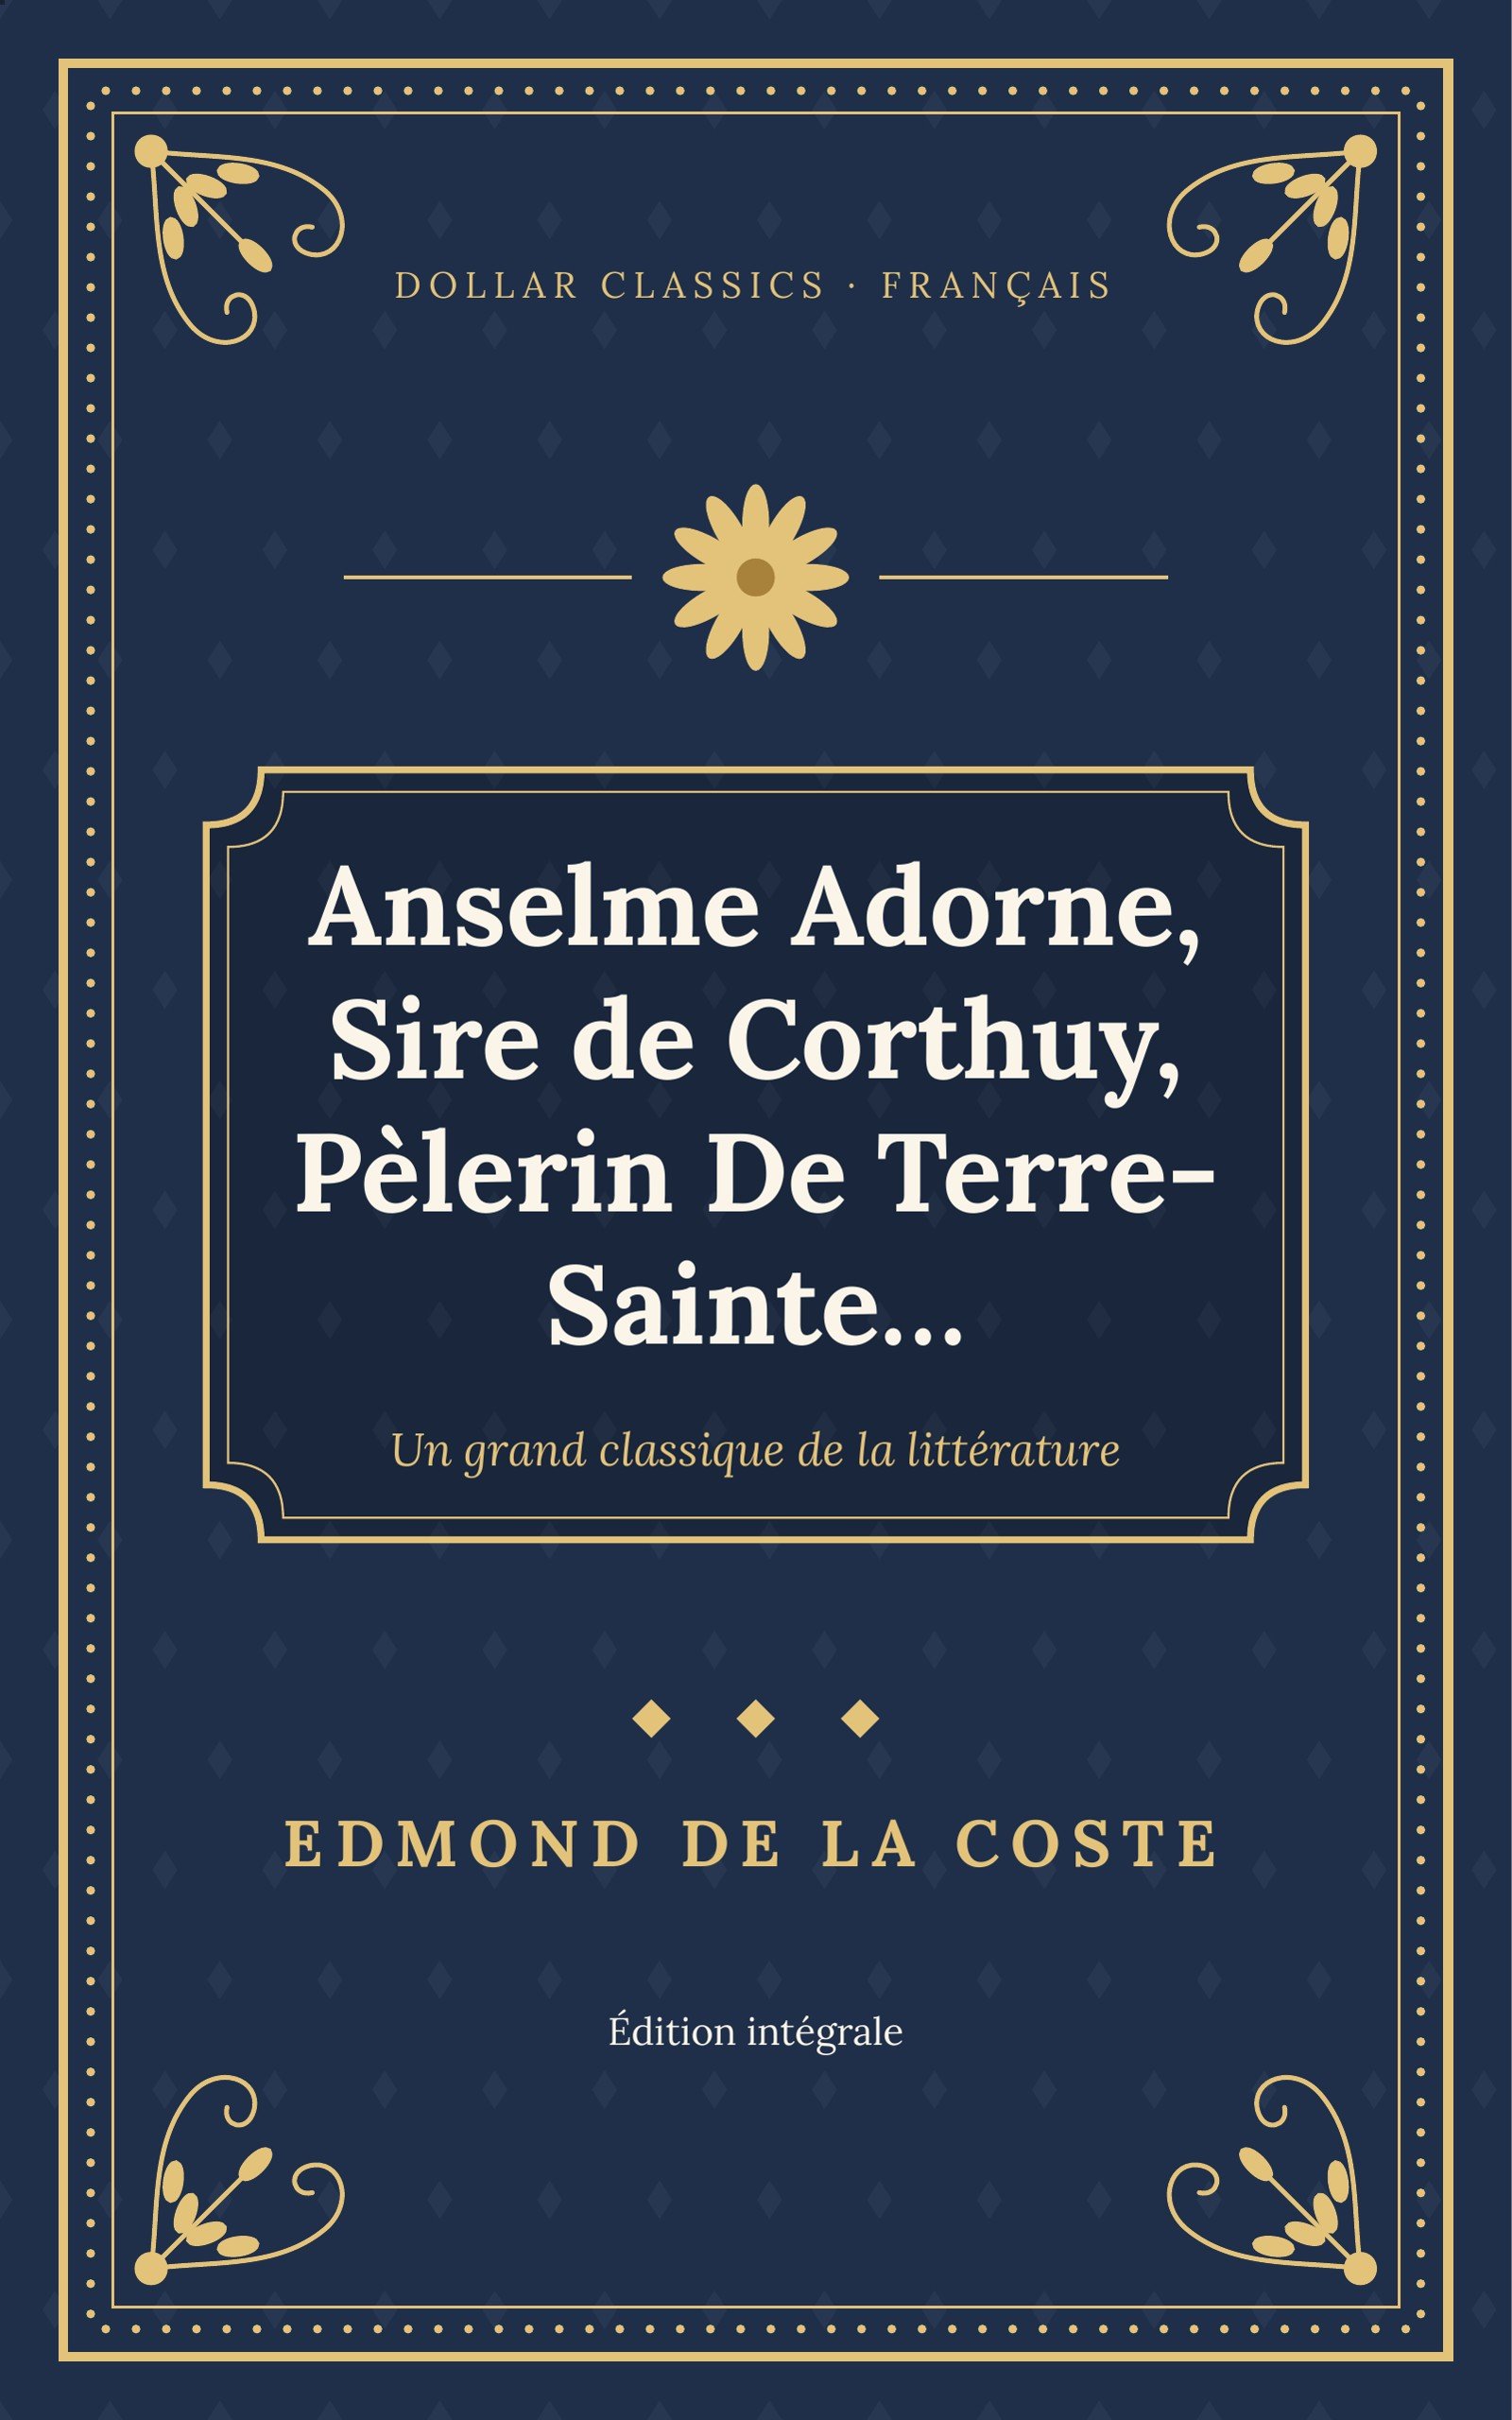 DOLLAR CLASSICS · FRANÇAIS
Anselme Adorne,
Sire de Corthuy,
Pèlerin De Terre-
Sainte...
Un grand classique de la littérature
EDMOND DE LA COSTE
Édition intégrale